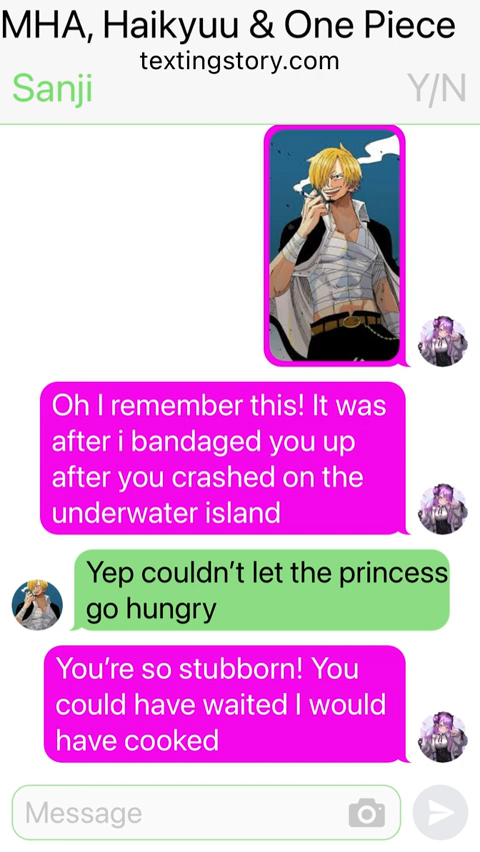 MHA, Haikyuu & One Piece
textingstory.com
Sanji
Y/N
Oh I remember this! It was
after i bandaged you up
after you crashed on the
underwater island
Yep couldn’t let the princess
go hungry
You’re so stubborn! You
could have waited I would
have cooked
Message